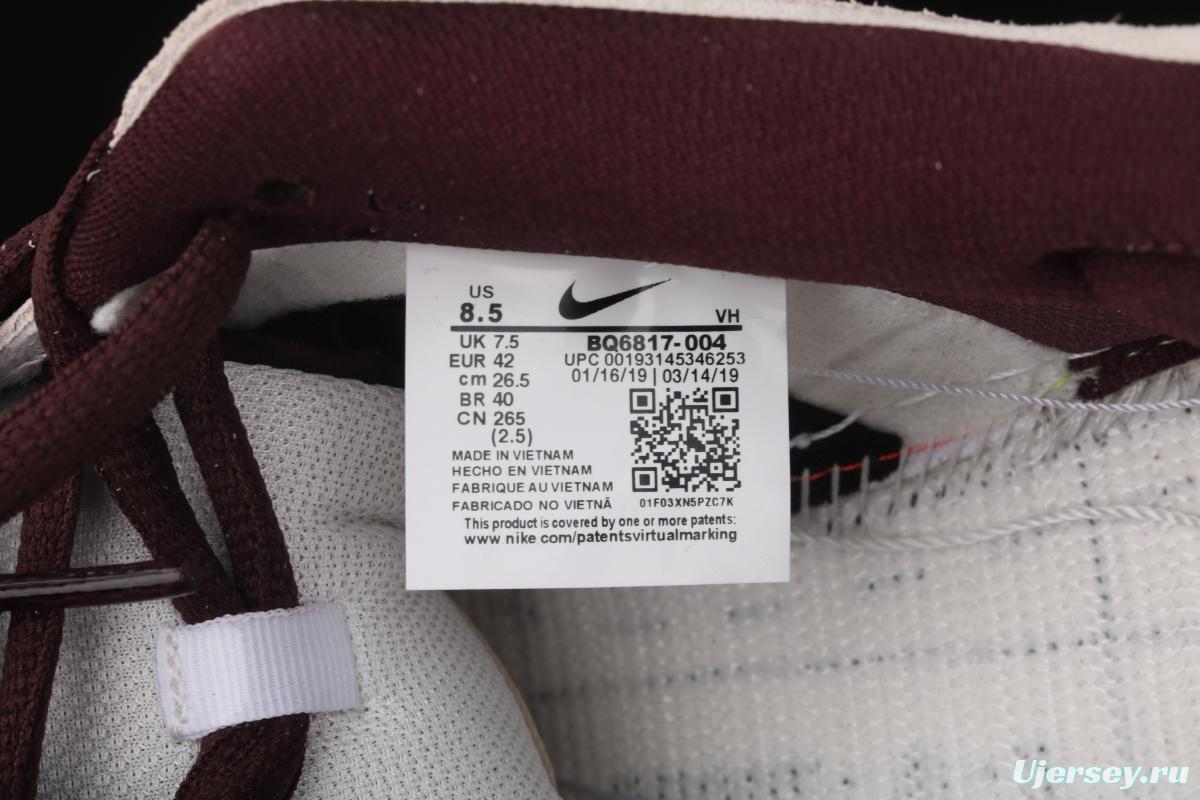 US
8.5
VH
UK 7.5
EUR 42
cm 26.5
BR 40
CN 265
(2.5)
BQ6817-004
UPC 00193145346253
01/16/19 | 03/14/19
MADE IN VIETNAM
HECHO EN VIETNAM
FABRIQUE AU VIETNAM
FABRICADO NO VIETNÃ
01F03XN5PZC7K
This product is covered by one or more patents:
www.nike.com/patentsvirtualmarking
Ujersey.ru